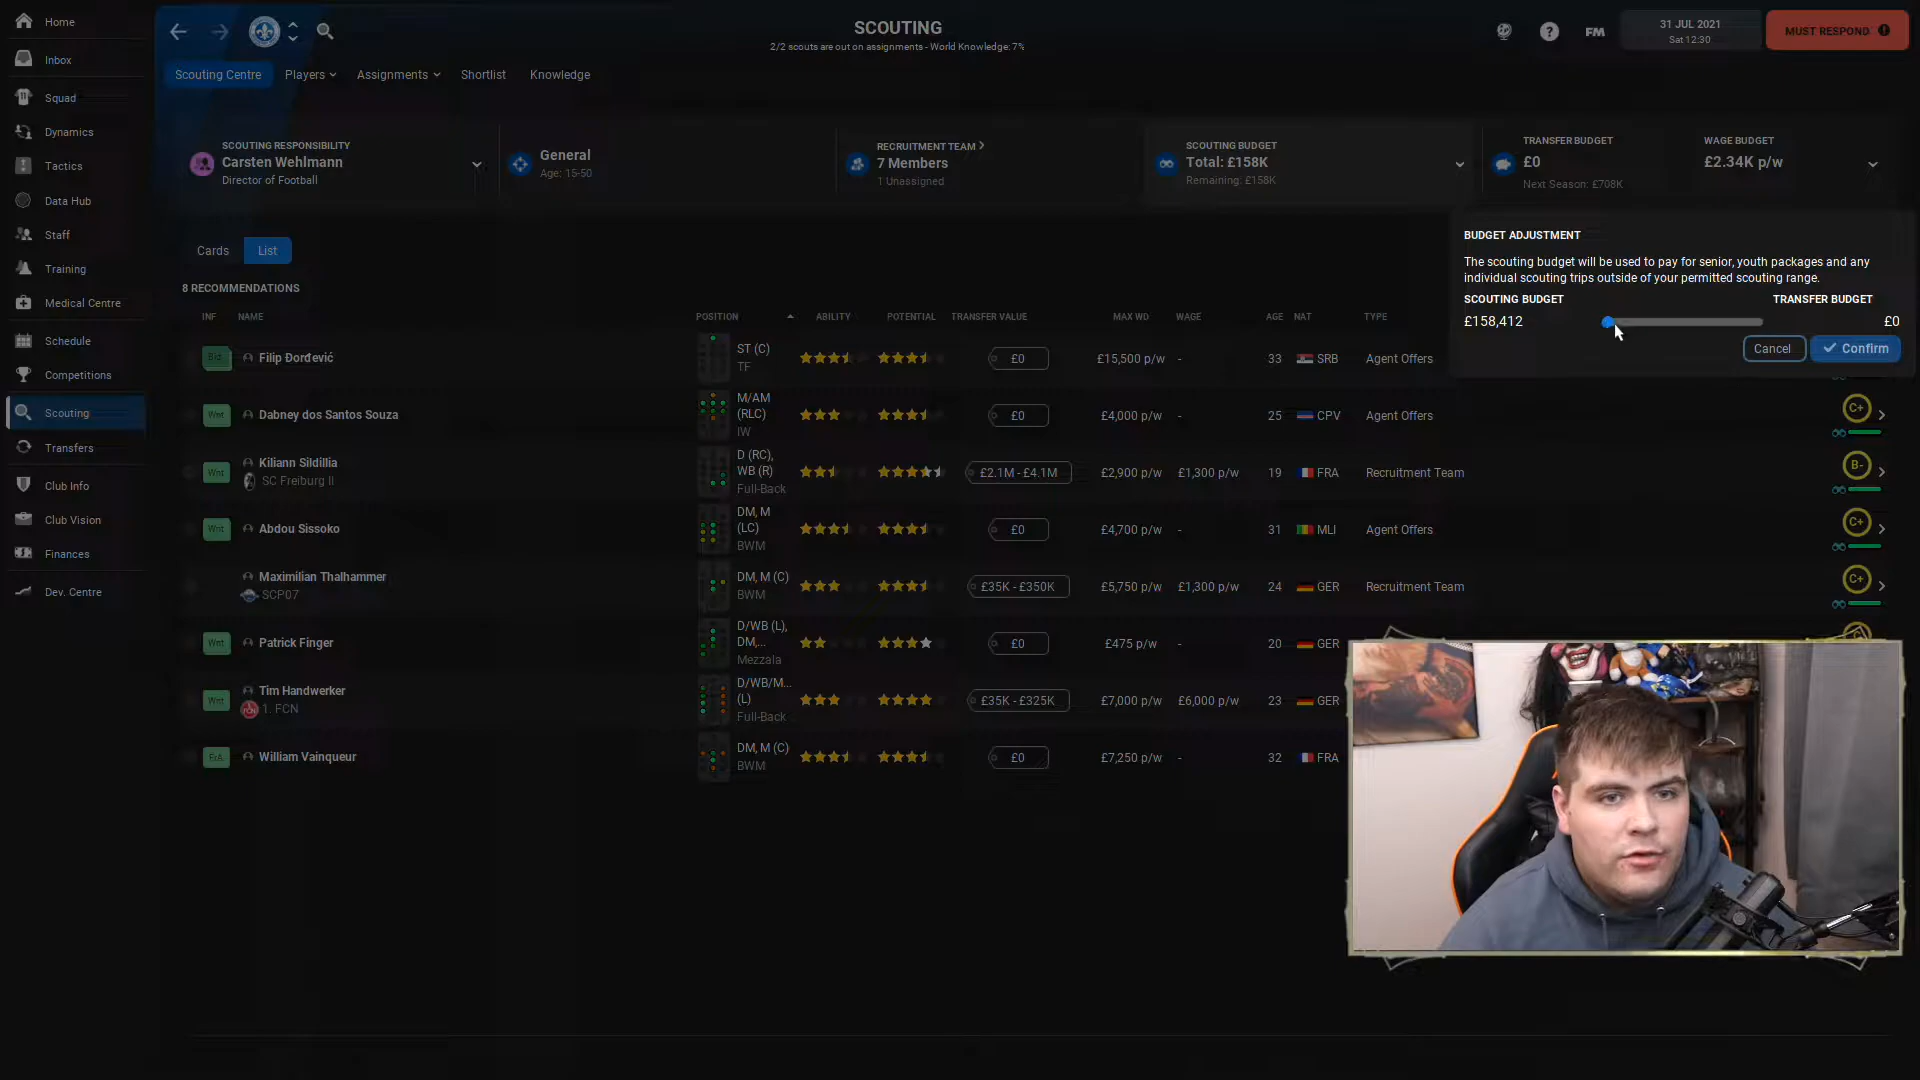 Home
Inbox
Squad
Dynamics
Tactics
Data Hub
Staff
Training
Medical Centre
Schedule
Competitions
Scouting
Transfers
Club Info
Club Vision
Finances
Dev. Centre
SCOUTING
2/2 scouts are out on assignments - World Knowledge: 7%
FM
31 JUL 2021
Sat 12:30
MUST RESPOND
Scouting Centre Players Assignments Shortlist Knowledge
SCOUTING RESPONSIBILITY
Carsten Wehlmann
Director of Football
General
Age: 15-50
RECRUITMENT TEAM
7 Members
1 Unassigned
SCOUTING BUDGET
Total: £158K
Remaining: £158K
TRANSFER BUDGET
£0
Next Season: £708K
WAGE BUDGET
£2.34K p/w
BUDGET ADJUSTMENT
The scouting budget will be used to pay for senior, youth packages and any
individual scouting trips outside of your permitted scouting range.
SCOUTING BUDGET TRANSFER BUDGET
£158,412 £0
Cancel Confirm
Cards List
8 RECOMMENDATIONS
INF NAME POSITION ABILITY POTENTIAL TRANSFER VALUE MAX WD WAGE AGE NAT TYPE
Bid Filip Đorđević ST (C) £0 £15,500 p/w - 33 SRB Agent Offers
TF
Wnt Dabney dos Santos Souza M/AM (RLC) £0 £4,000 p/w - 25 CPV Agent Offers C+
IW
Wnt Kiliann Sildillia D (RC), WB (R) £2.1M - £4.1M £2,900 p/w £1,300 p/w 19 FRA Recruitment Team B-
SC Freiburg II Full-Back
Wnt Abdou Sissoko DM, M (LC) £0 £4,700 p/w - 31 MLI Agent Offers C+
BWM
Maximilian Thalhammer DM, M (C) £35K - £350K £5,750 p/w £1,300 p/w 24 GER Recruitment Team C+
SCP07 BWM
Wnt Patrick Finger D/WB (L), DM,... £0 £475 p/w - 20 GER
Mezzala
Wnt Tim Handwerker D/WB/M... (L) £35K - £325K £7,000 p/w £6,000 p/w 23 GER
1. FCN Full-Back
ExA William Vainqueur DM, M (C) £0 £7,250 p/w - 32 FRA
BWM